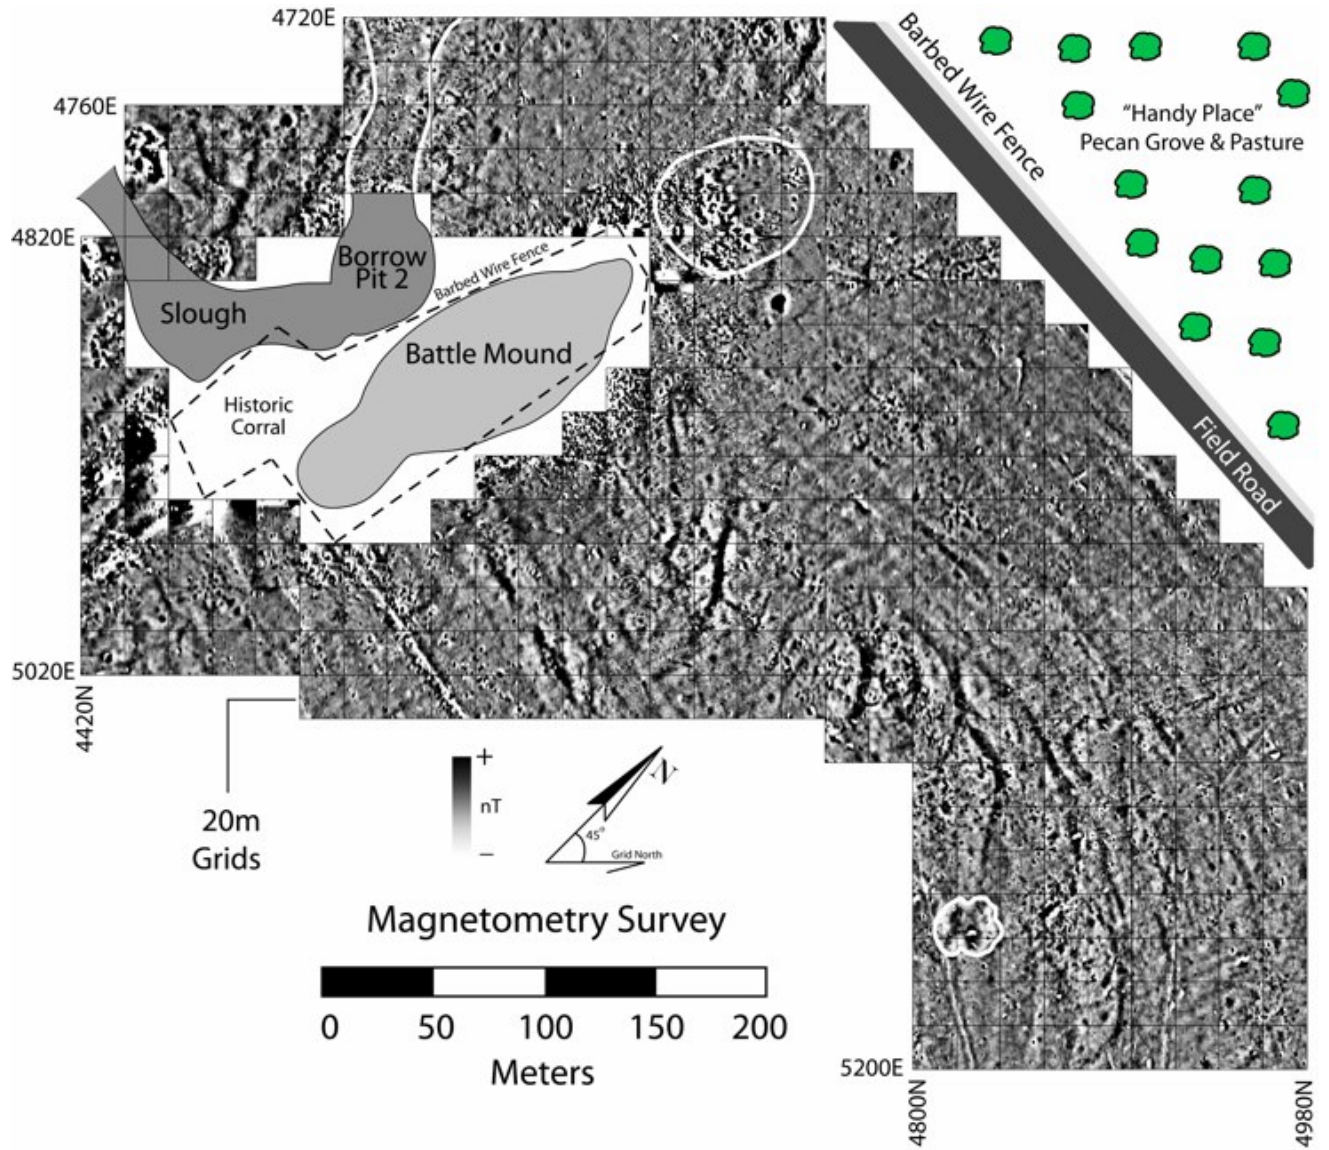 4720E
4760E
4820E
5020E
4420N
Barbed Wire Fence
"Handy Place"
Pecan Grove & Pasture
Field Road
Borrow
Pit 2
Slough
Barbed Wire Fence
Battle Mound
Historic
Corral
20m
Grids
+
nT
–
N
45°
Grid North
Magnetometry Survey
0 50 100 150 200
Meters
5200E
4800N
4980N